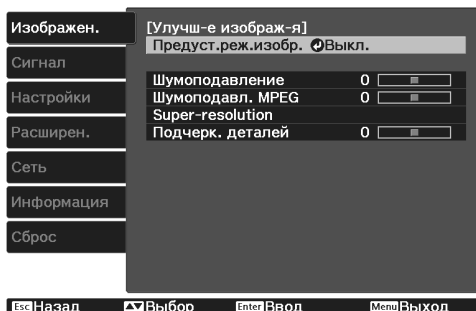 Изображен.
Сигнал
Настройки
Расширен.
Сеть
Информация
Сброс
[Улучш-е изображ-я]
Предуст.реж.изобр. Выкл.
Шумоподавление 0
Шумоподавл. MPEG 0
Super-resolution
Подчерк. деталей 0
Esc Назад Выбор Enter Ввод Menu Выход